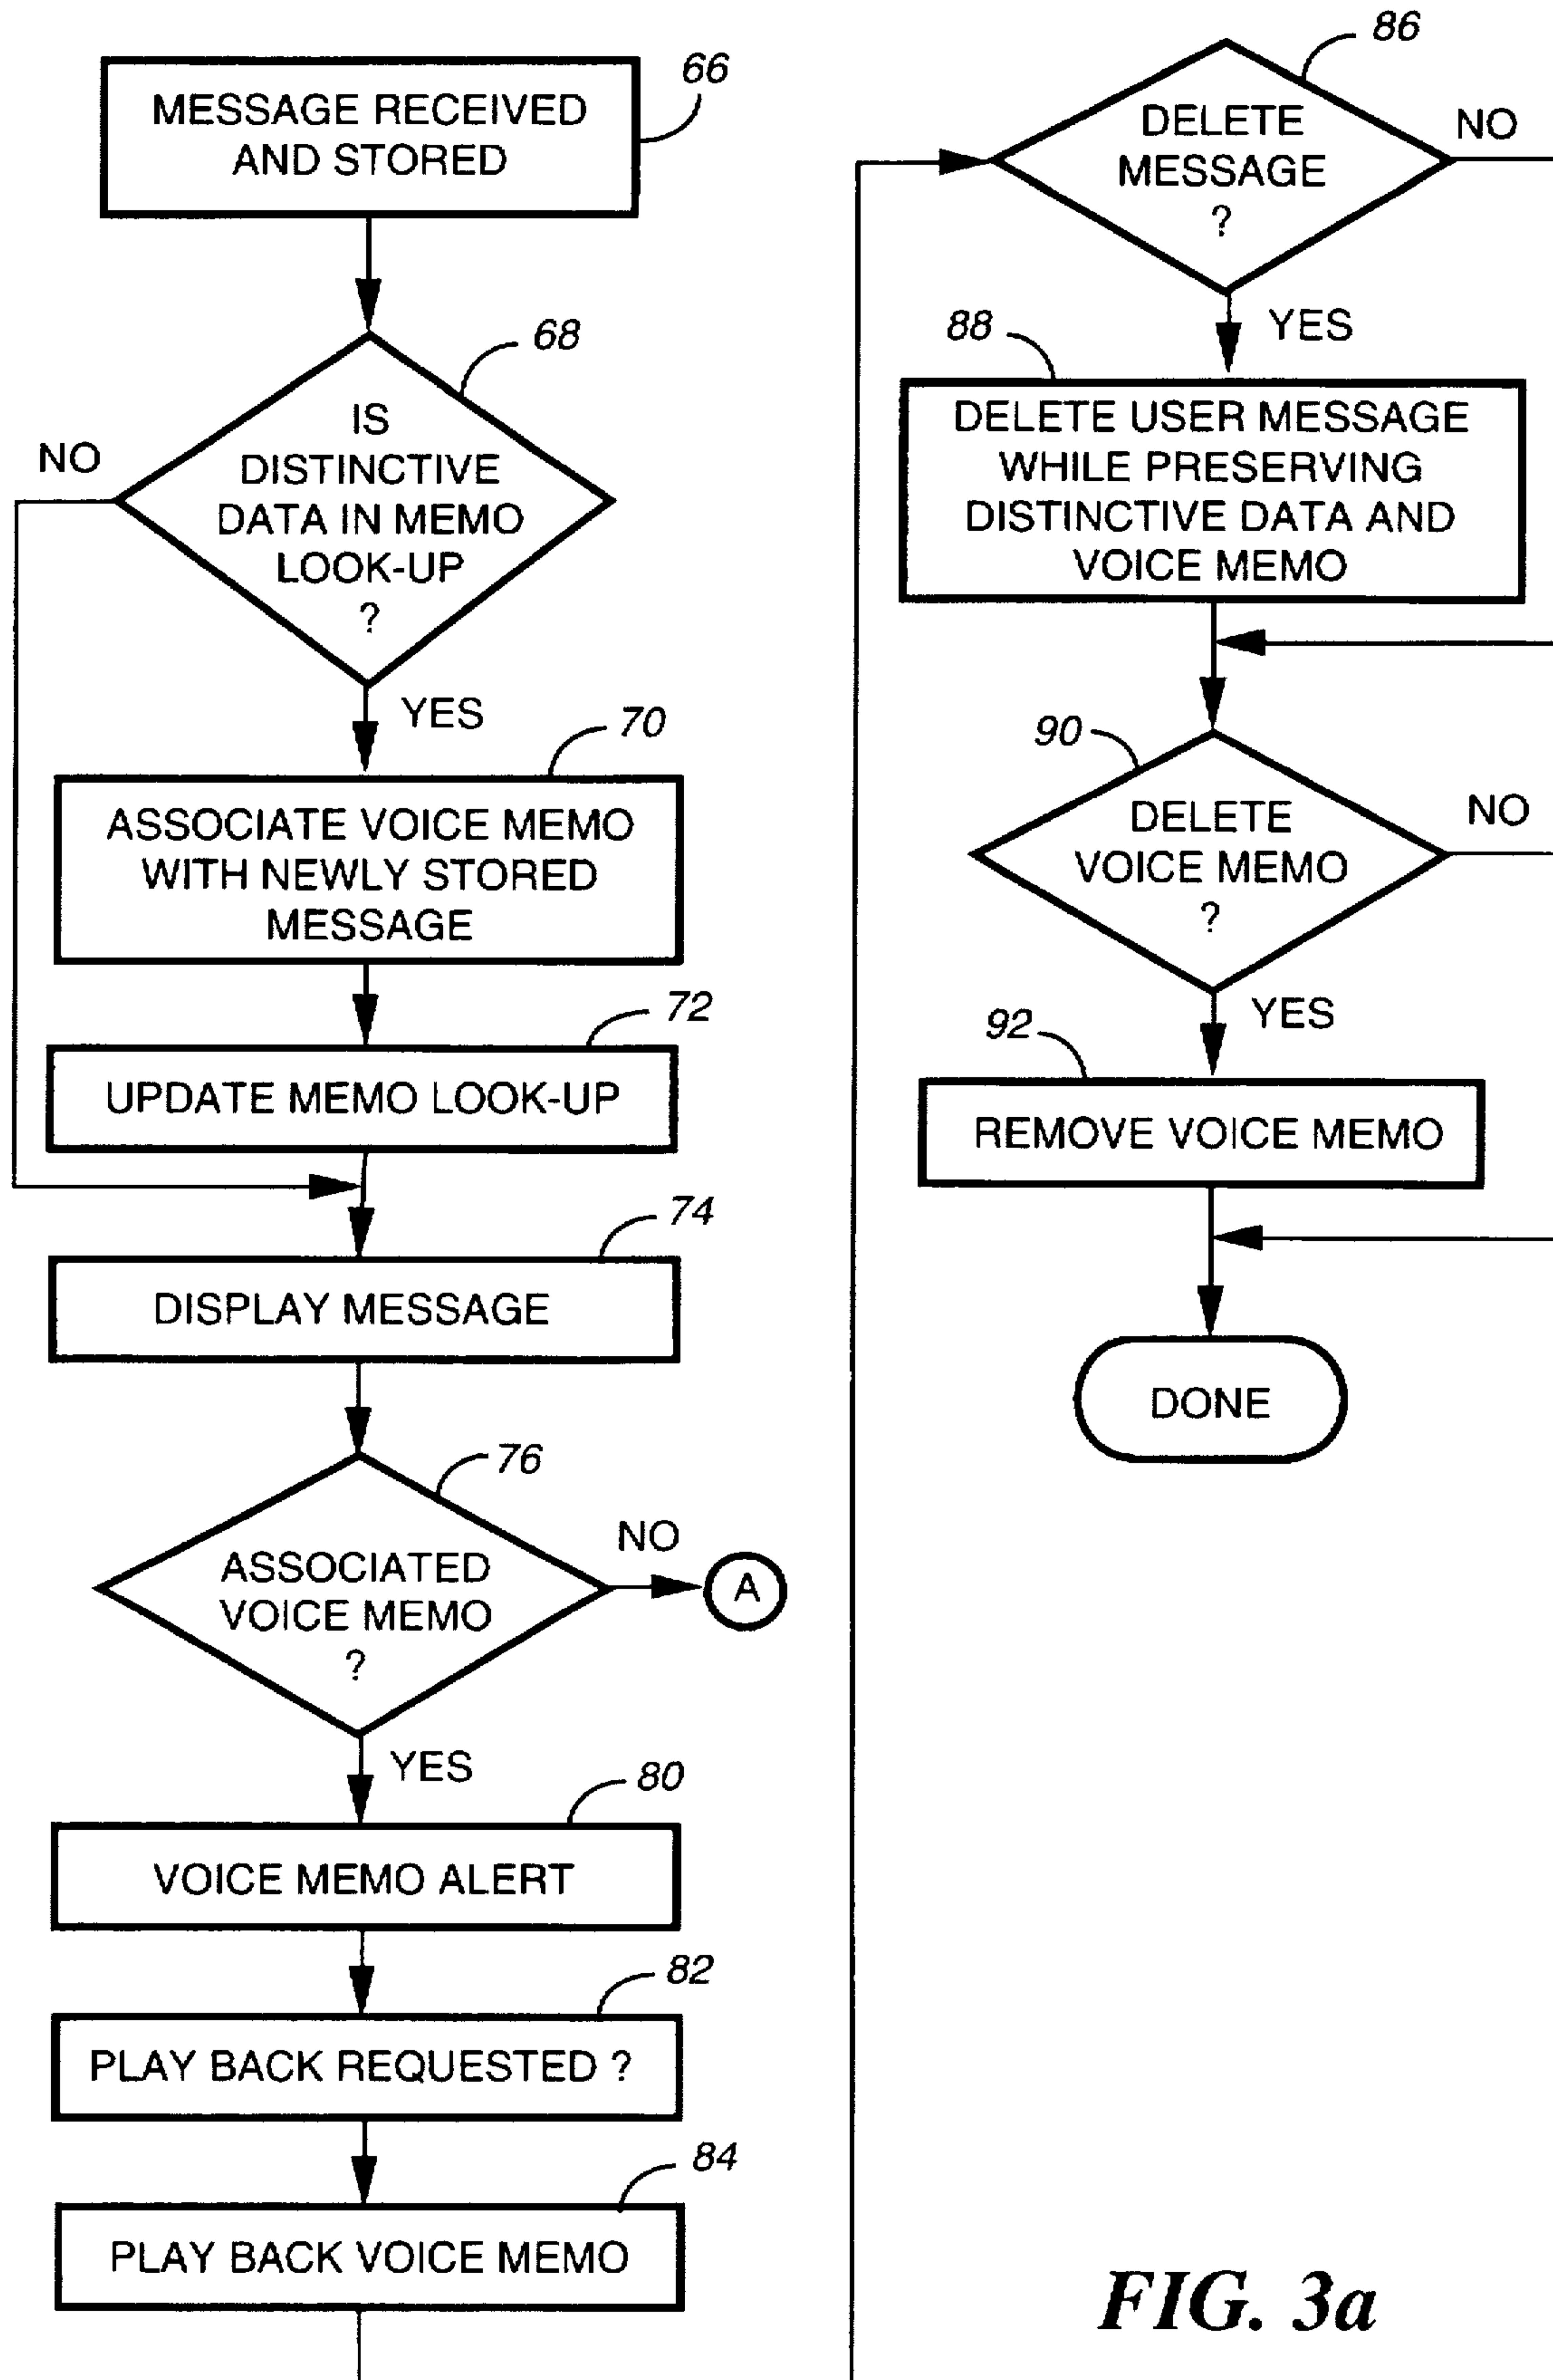 66
MESSAGE RECEIVED
AND STORED
68
IS
DISTINCTIVE
DATA IN MEMO
LOOK-UP
?
NO
YES
70
ASSOCIATE VOICE MEMO
WITH NEWLY STORED
MESSAGE
72
UPDATE MEMO LOOK-UP
74
DISPLAY MESSAGE
76
ASSOCIATED
VOICE MEMO
?
NO
A
YES
80
VOICE MEMO ALERT
82
PLAY BACK REQUESTED ?
84
PLAY BACK VOICE MEMO
86
DELETE
MESSAGE
?
NO
YES
88
DELETE USER MESSAGE
WHILE PRESERVING
DISTINCTIVE DATA AND
VOICE MEMO
90
DELETE
VOICE MEMO
?
NO
YES
92
REMOVE VOICE MEMO
DONE
FIG. 3a